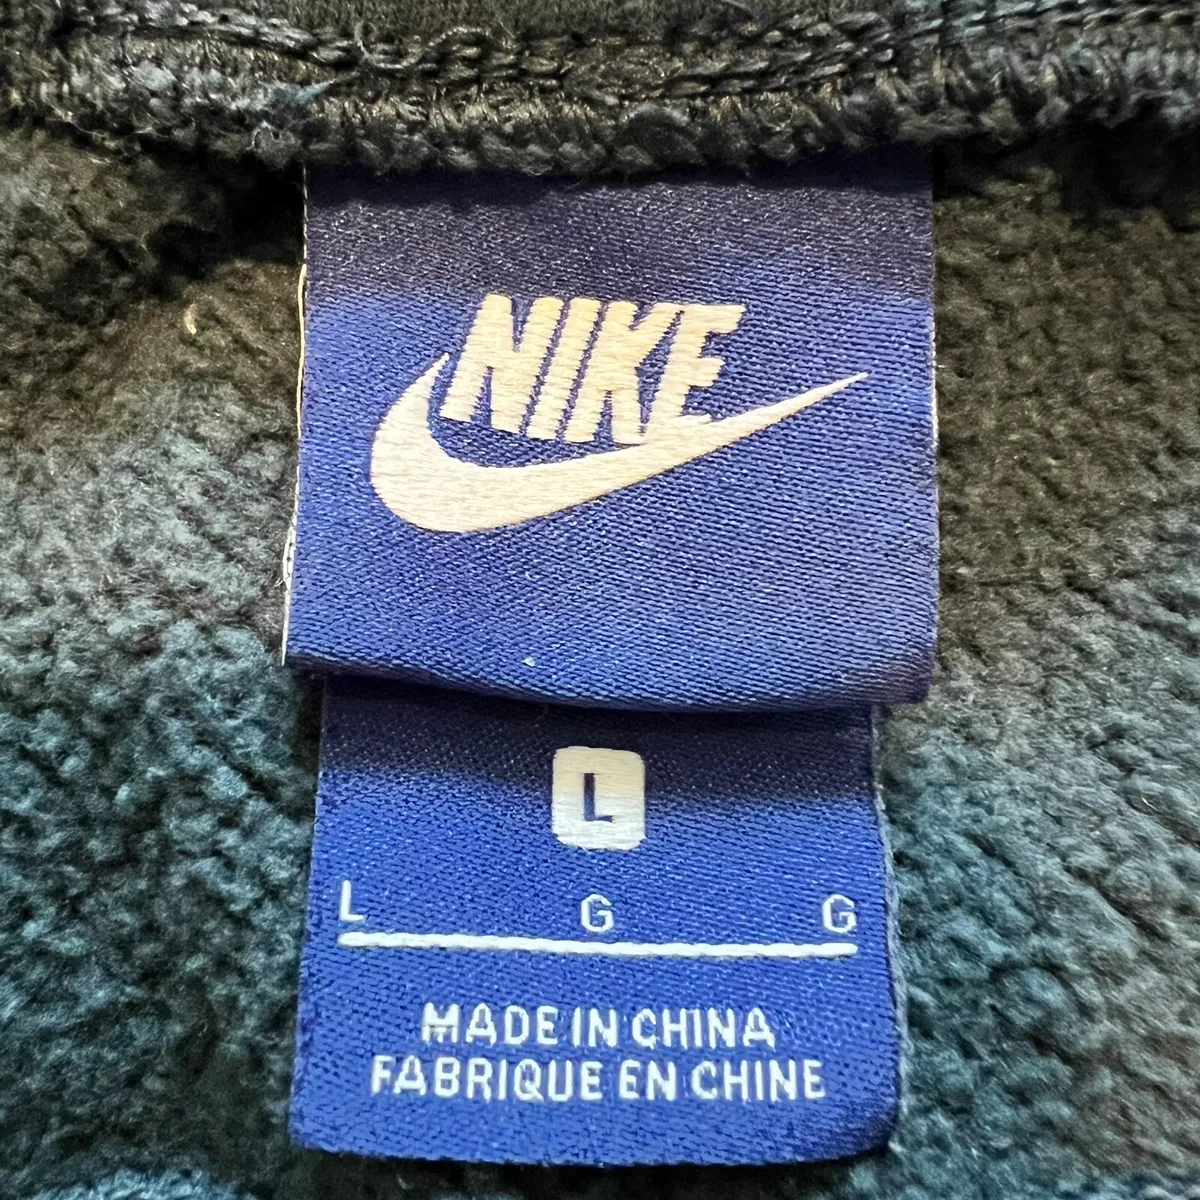 NIKE
L
L G G
MADE IN CHINA
FABRIQUE EN CHINE